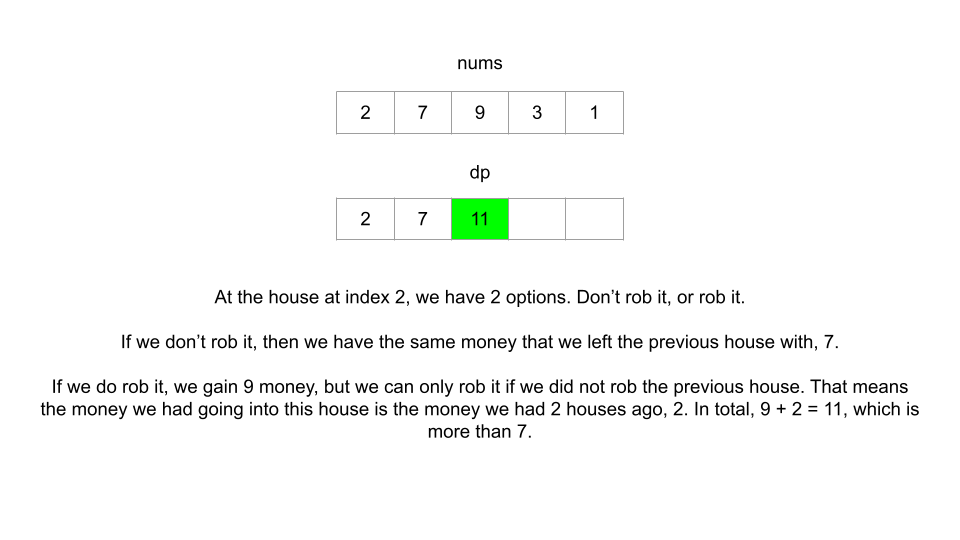 nums
2 7 9 3 1
dp
2 7 11
At the house at index 2, we have 2 options. Don’t rob it, or rob it.
If we don’t rob it, then we have the same money that we left the previous house with, 7.
If we do rob it, we gain 9 money, but we can only rob it if we did not rob the previous house. That means
the money we had going into this house is the money we had 2 houses ago, 2. In total, 9 + 2 = 11, which is
more than 7.